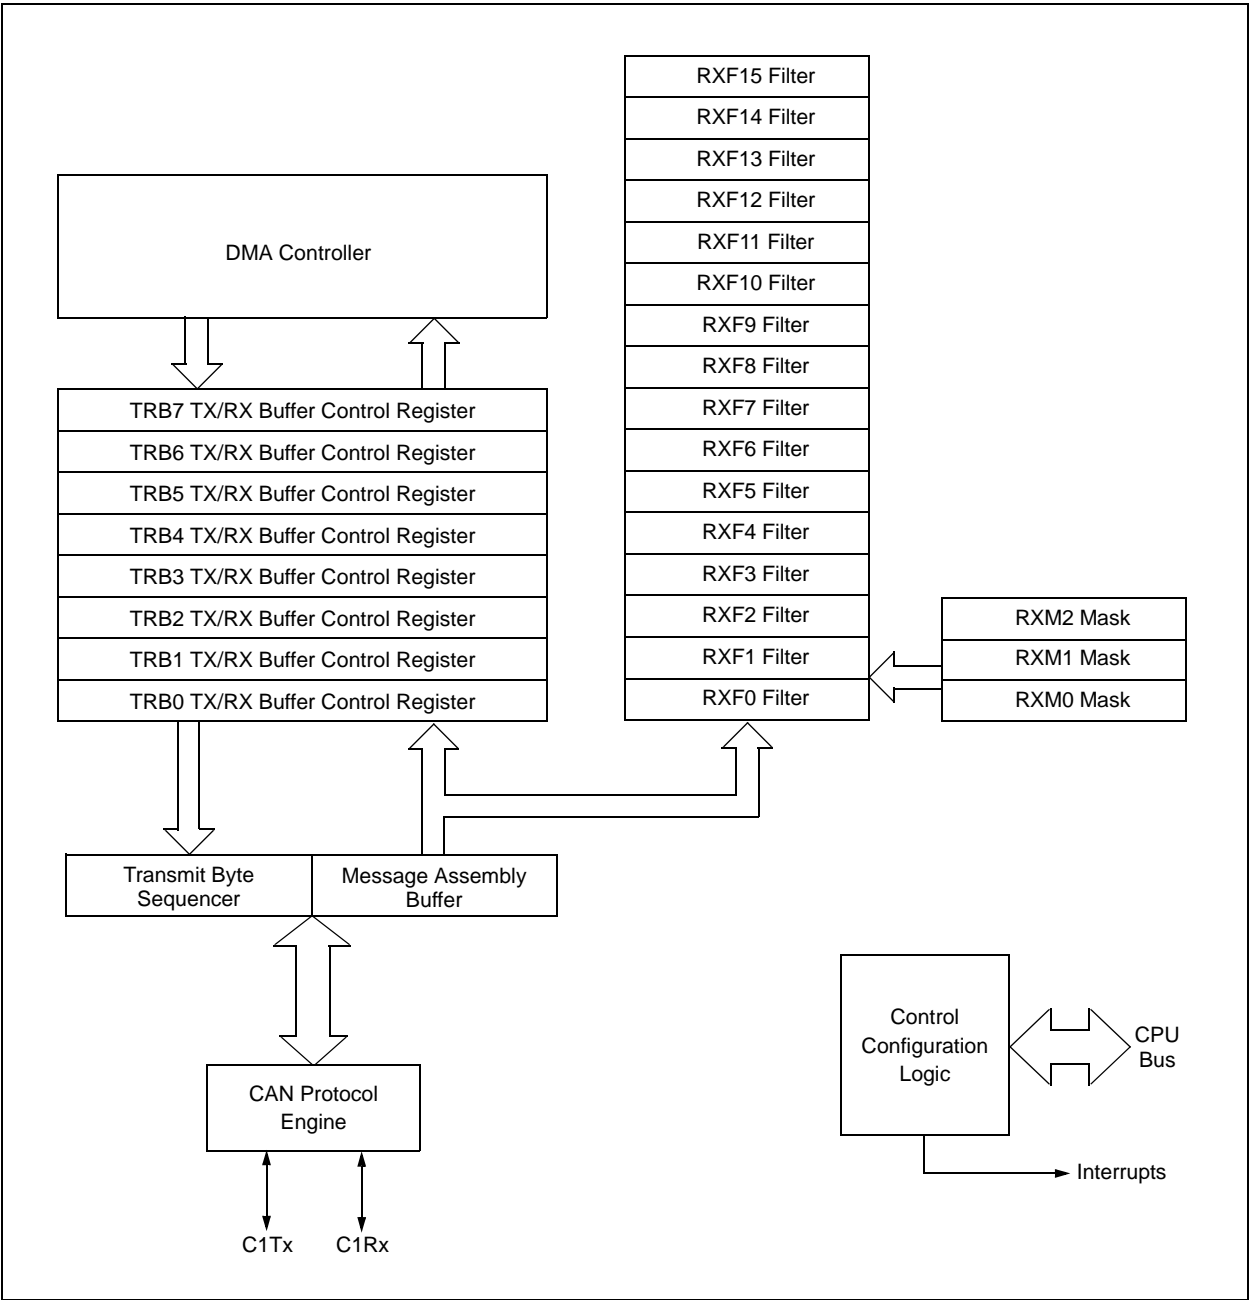 RXF15 Filter
RXF14 Filter
RXF13 Filter
RXF12 Filter
RXF11 Filter
RXF10 Filter
RXF9 Filter
RXF8 Filter
RXF7 Filter
RXF6 Filter
RXF5 Filter
RXF4 Filter
RXF3 Filter
RXF2 Filter
RXF1 Filter
RXF0 Filter
DMA Controller
TRB7 TX/RX Buffer Control Register
TRB6 TX/RX Buffer Control Register
TRB5 TX/RX Buffer Control Register
TRB4 TX/RX Buffer Control Register
TRB3 TX/RX Buffer Control Register
TRB2 TX/RX Buffer Control Register
TRB1 TX/RX Buffer Control Register
TRB0 TX/RX Buffer Control Register
RXM2 Mask
RXM1 Mask
RXM0 Mask
Transmit Byte
Sequencer
Message Assembly
Buffer
CAN Protocol
Engine
C1Tx
C1Rx
Control
Configuration
Logic
CPU
Bus
Interrupts